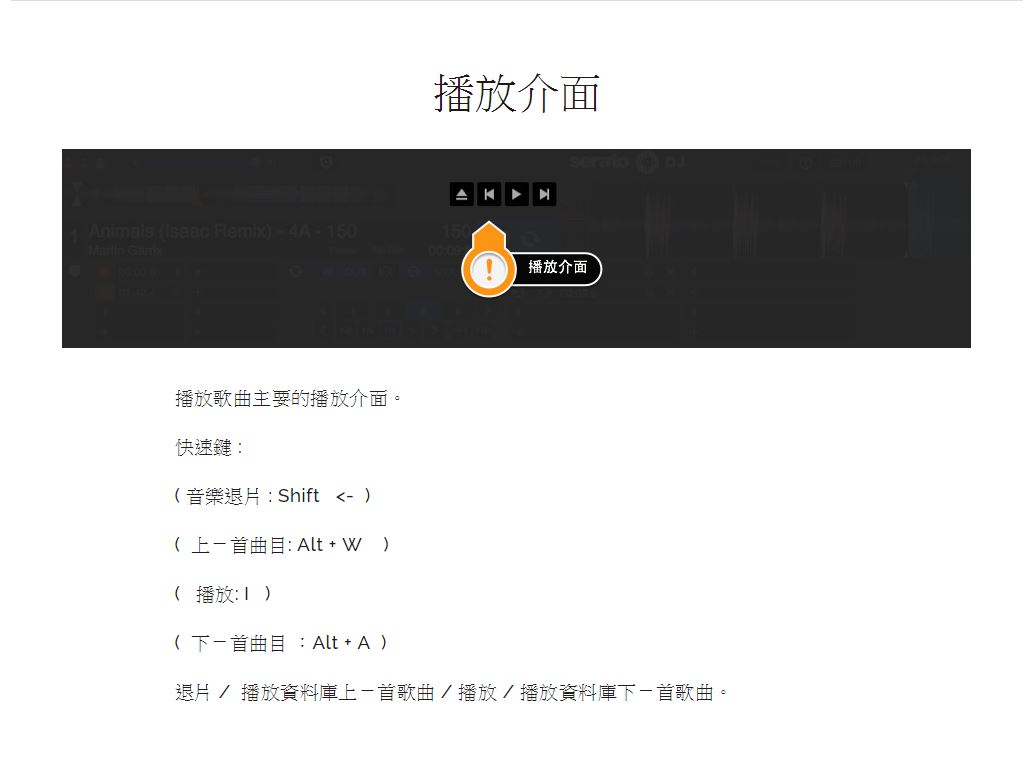 播放介面
serato DJ
1 Animals (Isaac Remix) - 4A - 150
150
Martin Garrix
播放介面
播放歌曲主要的播放介面。
快速鍵 :
( 音樂退片 : Shift <- )
( 上一首曲目: Alt + W )
( 播放: I )
( 下一首曲目 : Alt + A )
退片 / 播放資料庫上一首歌曲 / 播放 / 播放資料庫下一首歌曲。